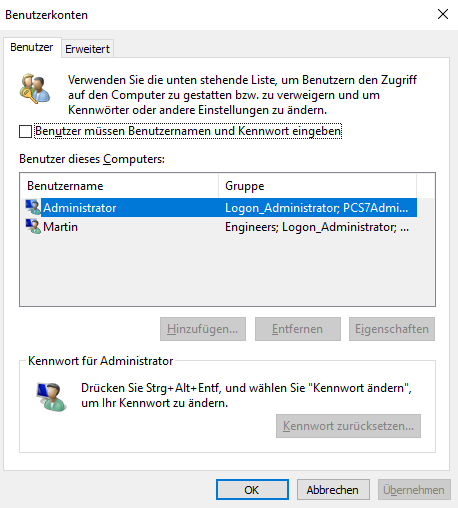 Benutzerkonten
Benutzer
Erweitert
Verwenden Sie die unten stehende Liste, um Benutzern den Zugriff
auf den Computer zu gestatten bzw. zu verweigern und um
Kennwörter oder andere Einstellungen zu ändern.
Benutzer müssen Benutzernamen und Kennwort eingeben
Benutzer dieses Computers:
Benutzername Gruppe
Administrator Logon_Administrator; PCS7Admi...
Martin Engineers; Logon_Administrator; ...
Hinzufügen... Entfernen Eigenschaften
Kennwort für Administrator
Drücken Sie Strg+Alt+Entf, und wählen Sie "Kennwort ändern",
um Ihr Kennwort zu ändern.
Kennwort zurücksetzen...
OK Abbrechen Übernehmen